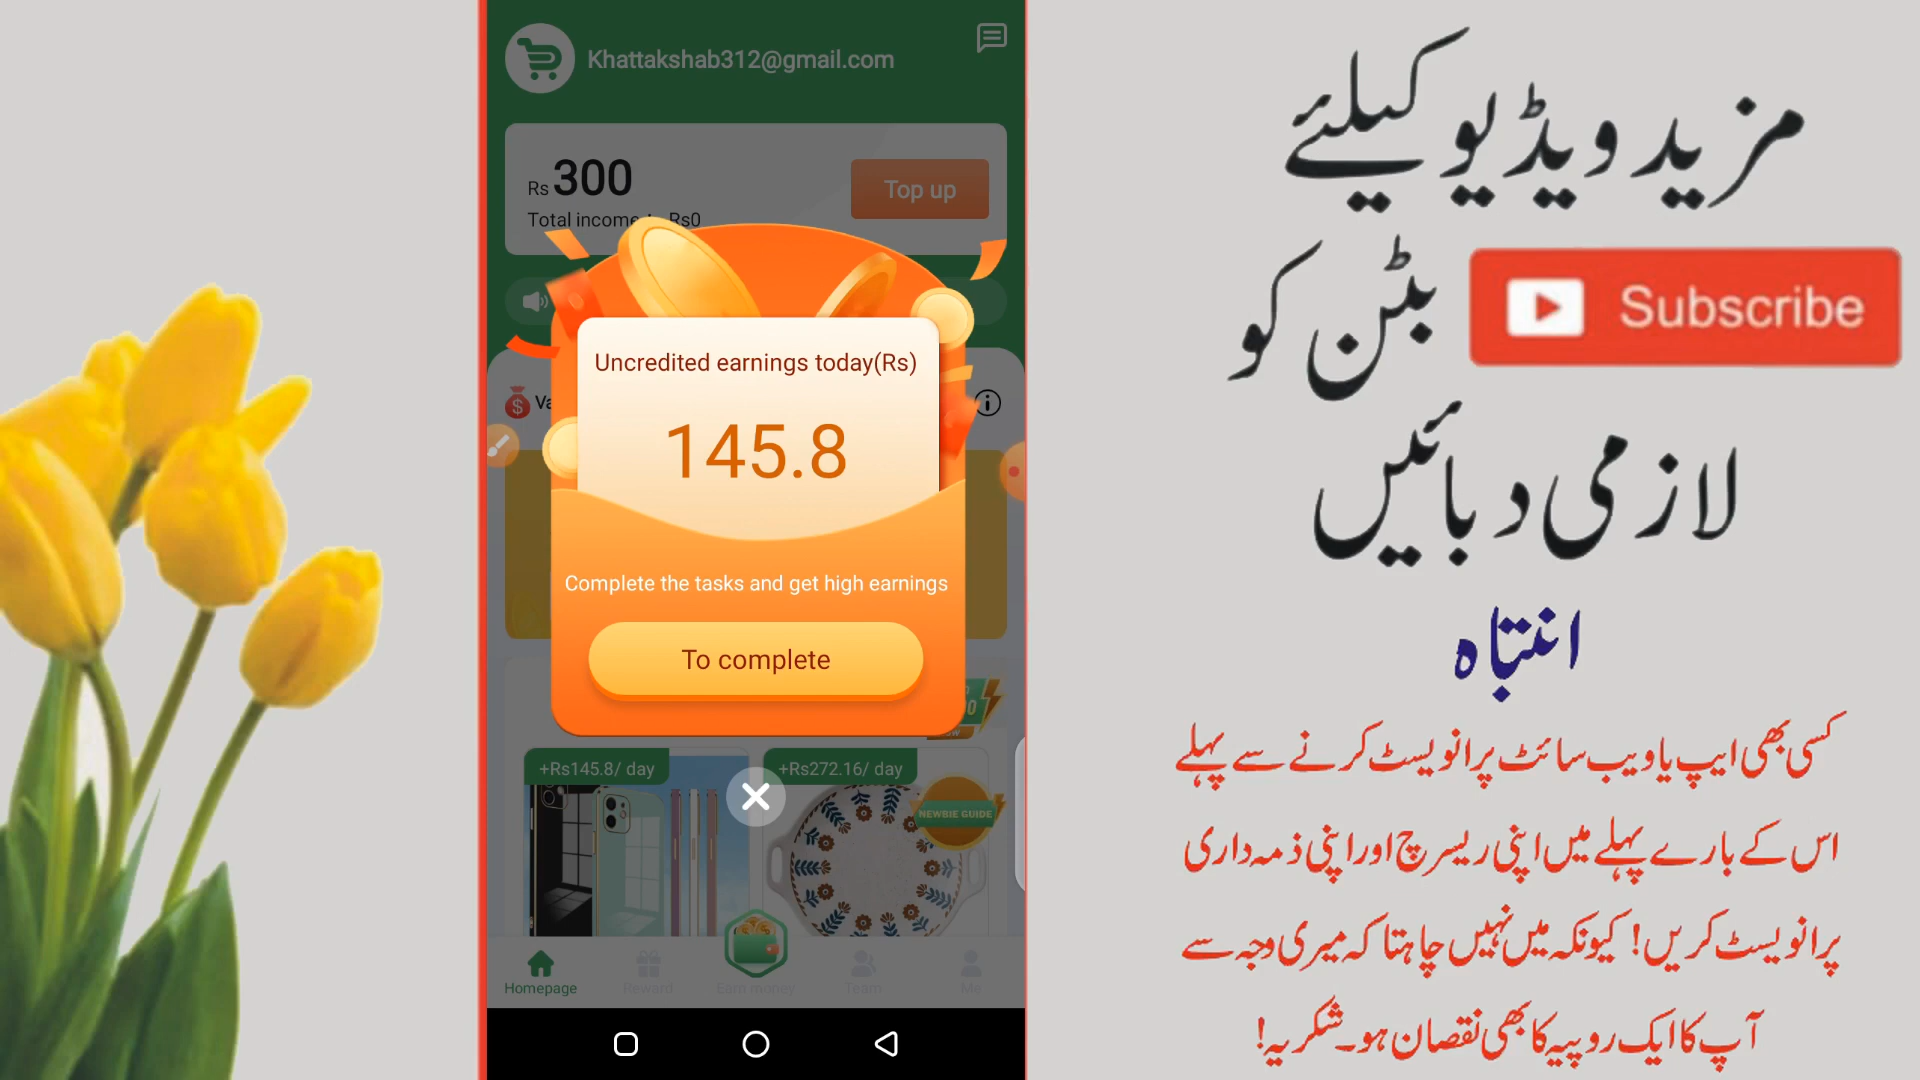 Khattakshab312@gmail.com
Rs 300
Top up
Total income
Rs0
Uncredited earnings today(Rs)
145.8
Complete the tasks and get high earnings
To complete
+Rs145.8/ day
+Rs272.16/ day
NEWBIE GUIDE
Homepage
Reward
Earn money
Team
Me
مزید ویڈیو کیلئے
Subscribe بٹن کو
لازمی دبائیں
انتباہ
کسی بھی ایپ یا ویب سائٹ پر انویسٹ کرنے سے پہلے
اس کے بارے پہلے میں اپنی ریسرچ اور اپنی ذمہ داری
پر انویسٹ کریں! کیونکہ میں نہیں چاہتا کہ میری وجہ سے
آپ کا ایک روپیہ کا بھی نقصان ہو۔ شکریہ!